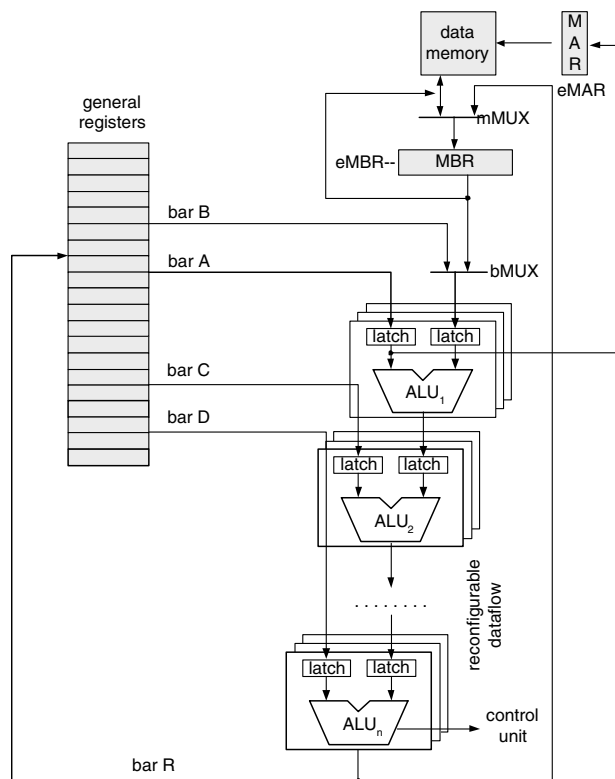 data
memory
M
A
R
eMAR
general
registers
mMUX
eMBR--
MBR
bar B
bMUX
bar A
latch
latch
ALU1
bar C
bar D
latch
latch
ALU2
........
reconfigurable
dataflow
latch
latch
ALUn
control
unit
bar R